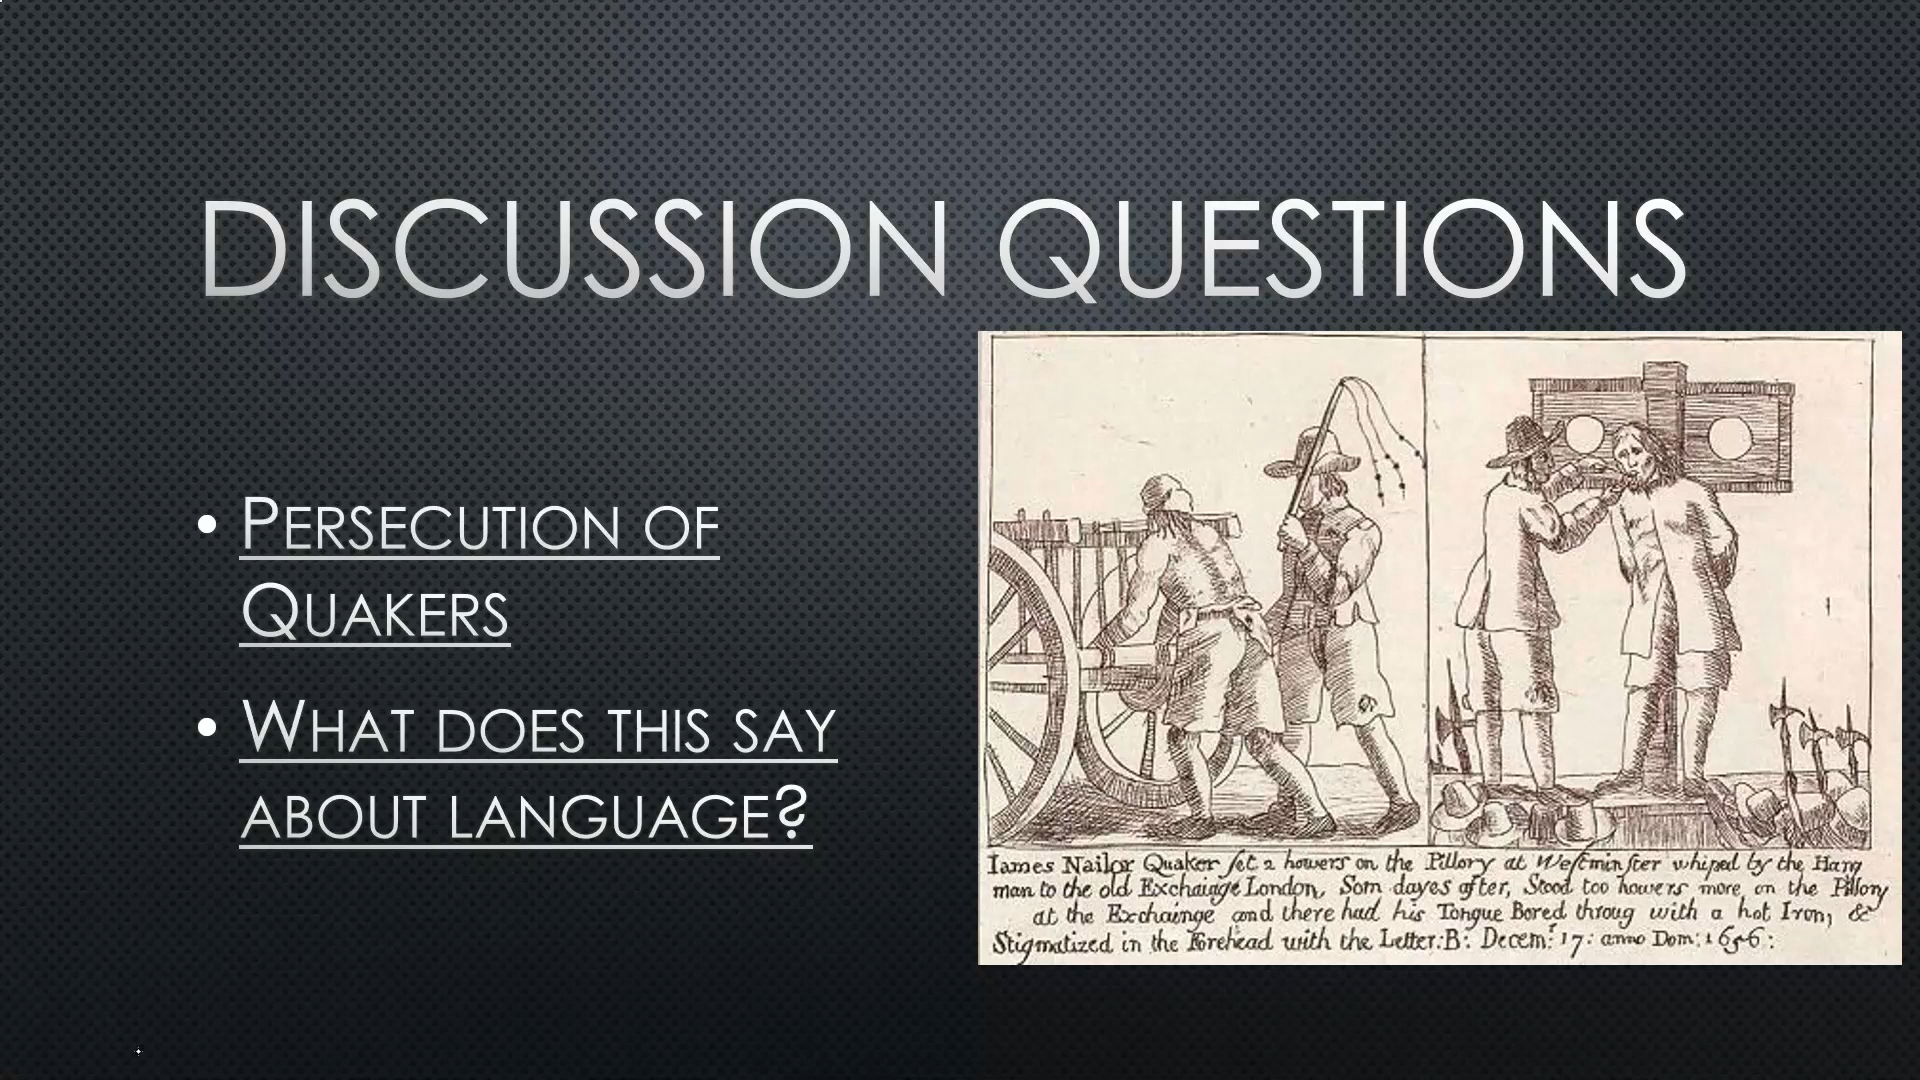 DISCUSSION QUESTIONS
• PERSECUTION OF
QUAKERS
• WHAT DOES THIS SAY
ABOUT LANGUAGE?
Iames Nailor Quaker ſet 2 howers on the Pillory at Weſtminſter whiped by the Hang
man to the old Exchainge London, Som dayes after, Stood too howers more on the Pillory
at the Exchainge and there had his Tongue Bored throug with a hot Iron, &
Stigmatized in the Forehead with the Letter:B: Decem:ʳ 17: anno Dom: 1656: